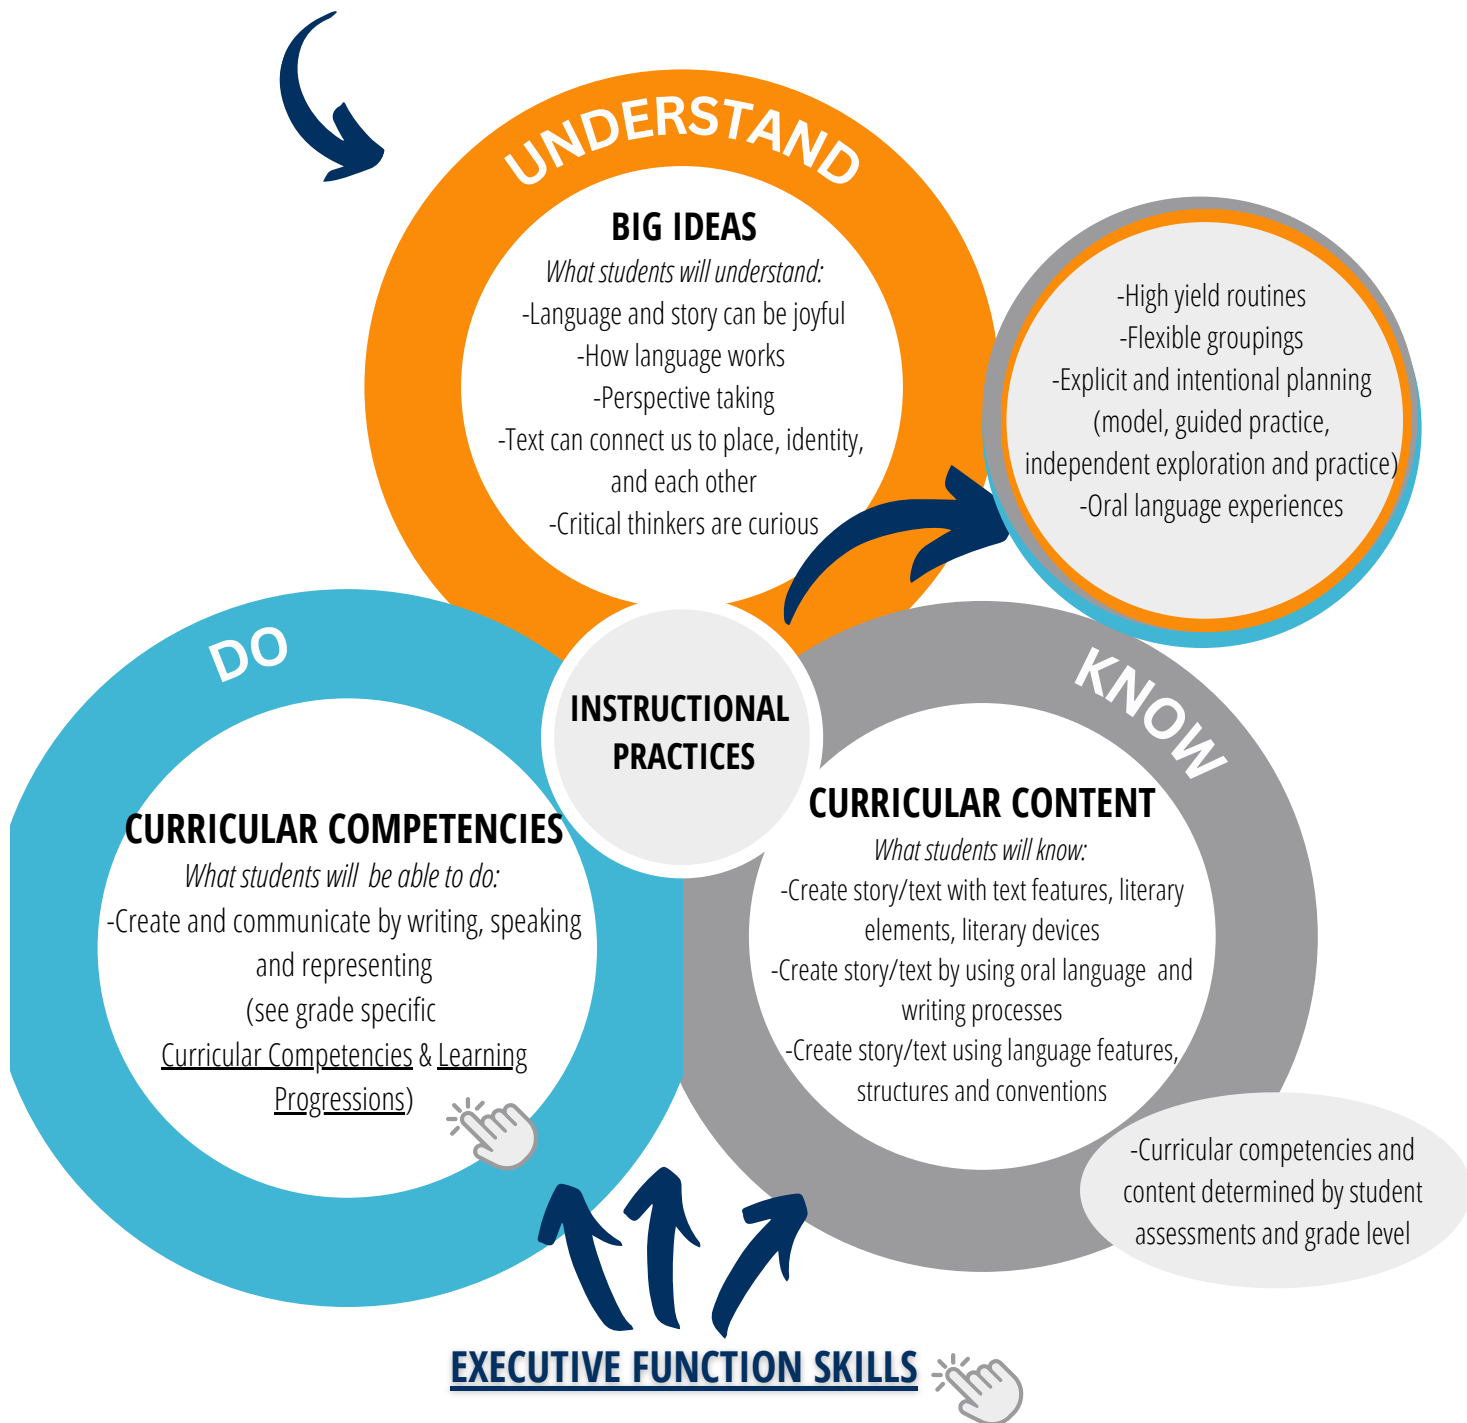 UNDERSTAND
BIG IDEAS
What students will understand:
-Language and story can be joyful
-How language works
-Perspective taking
-Text can connect us to place, identity,
and each other
-Critical thinkers are curious
-High yield routines
-Flexible groupings
-Explicit and intentional planning
(model, guided practice,
independent exploration and practice)
-Oral language experiences
INSTRUCTIONAL
PRACTICES
DO
CURRICULAR COMPETENCIES
What students will be able to do:
-Create and communicate by writing, speaking
and representing
(see grade specific
Curricular Competencies & Learning
Progressions)
KNOW
CURRICULAR CONTENT
What students will know:
-Create story/text with text features, literary
elements, literary devices
-Create story/text by using oral language and
writing processes
-Create story/text using language features,
structures and conventions
-Curricular competencies and
content determined by student
assessments and grade level
EXECUTIVE FUNCTION SKILLS